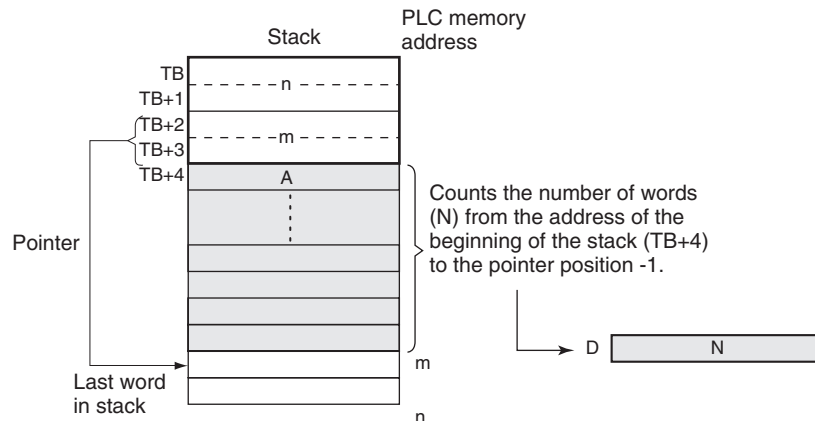 PLC memory
address
Stack
TB
n
TB+1
TB+2
m
TB+3
TB+4
A
Pointer
Counts the number of words
(N) from the address of the
beginning of the stack (TB+4)
to the pointer position -1.
D
N
m
Last word
in stack
n